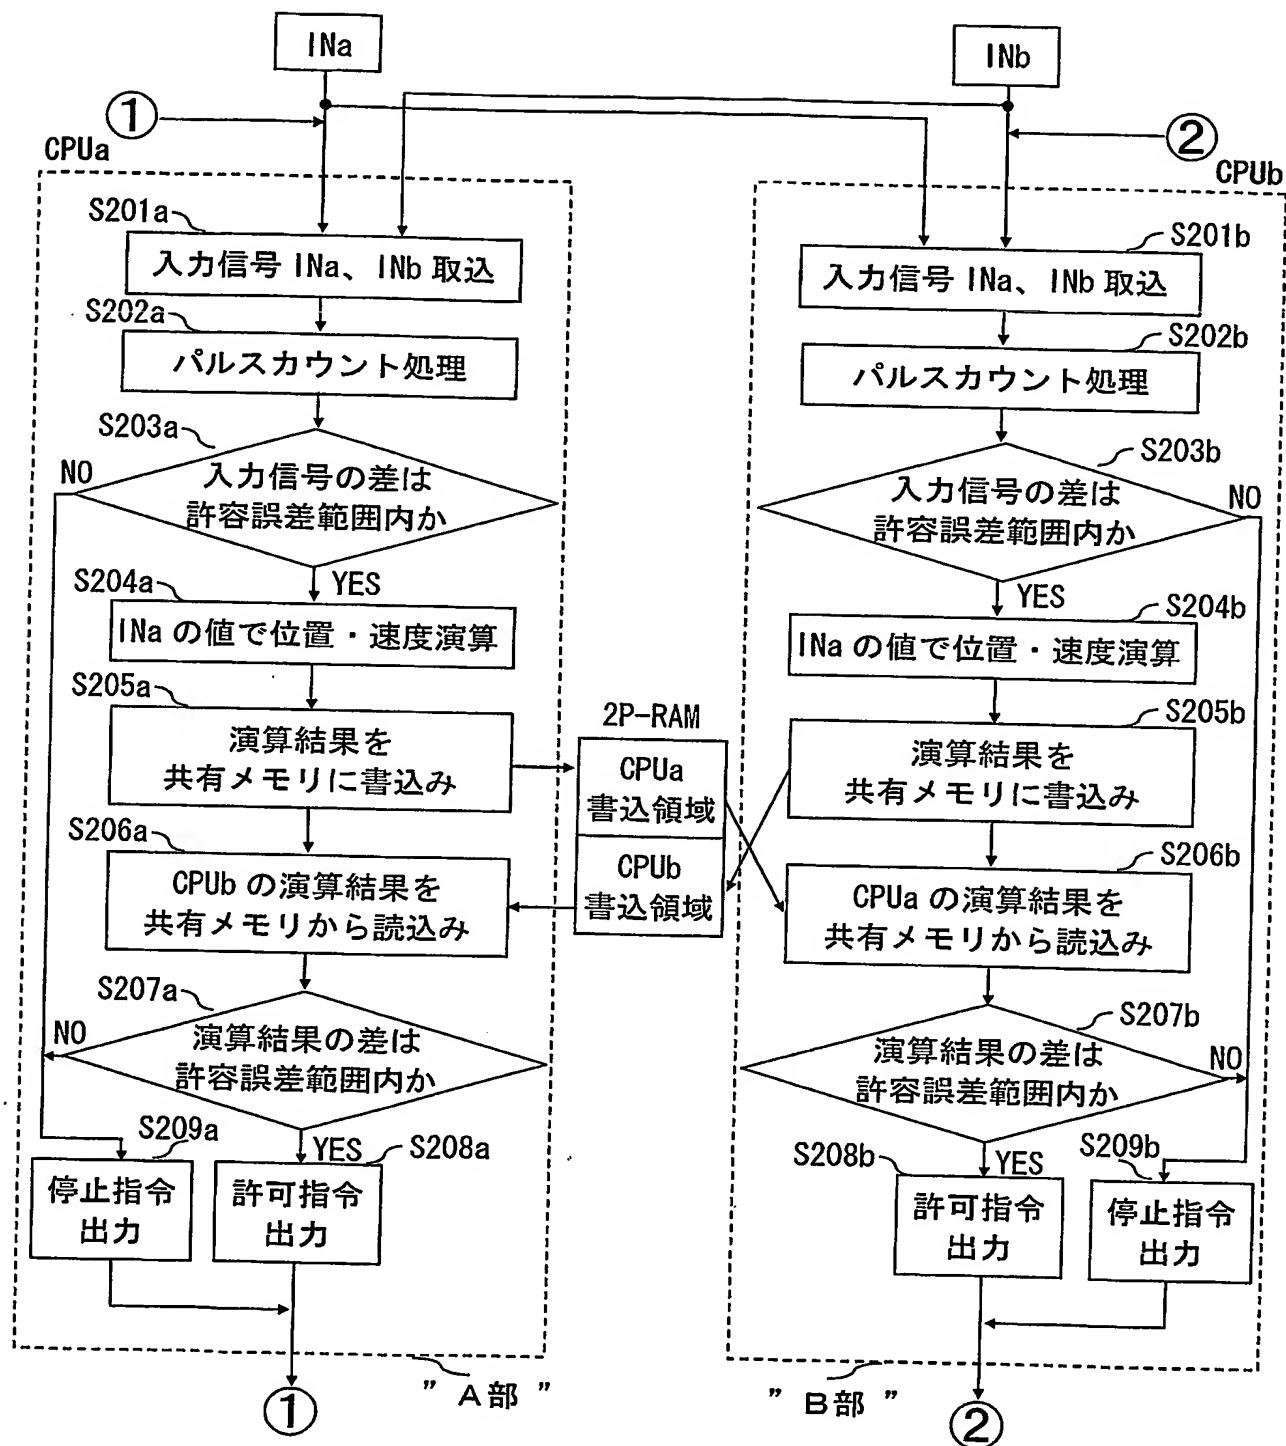 INa
INb
①
②
CPUa
CPUb
S201a
入力信号 INa、INb 取込
S202a
パルスカウント処理
S203a
入力信号の差は
許容誤差範囲内か
NO
YES
S204a
INa の値で位置・速度演算
S205a
演算結果を
共有メモリに書込み
S206a
CPUb の演算結果を
共有メモリから読込み
S207a
演算結果の差は
許容誤差範囲内か
NO
YES
S209a
停止指令
出力
S208a
許可指令
出力
①
" A部 "
2P-RAM
CPUa
書込領域
CPUb
書込領域
S201b
入力信号 INa、INb 取込
S202b
パルスカウント処理
S203b
入力信号の差は
許容誤差範囲内か
NO
YES
S204b
INa の値で位置・速度演算
S205b
演算結果を
共有メモリに書込み
S206b
CPUa の演算結果を
共有メモリから読込み
S207b
演算結果の差は
許容誤差範囲内か
NO
YES
S208b
許可指令
出力
S209b
停止指令
出力
" B部 "
②